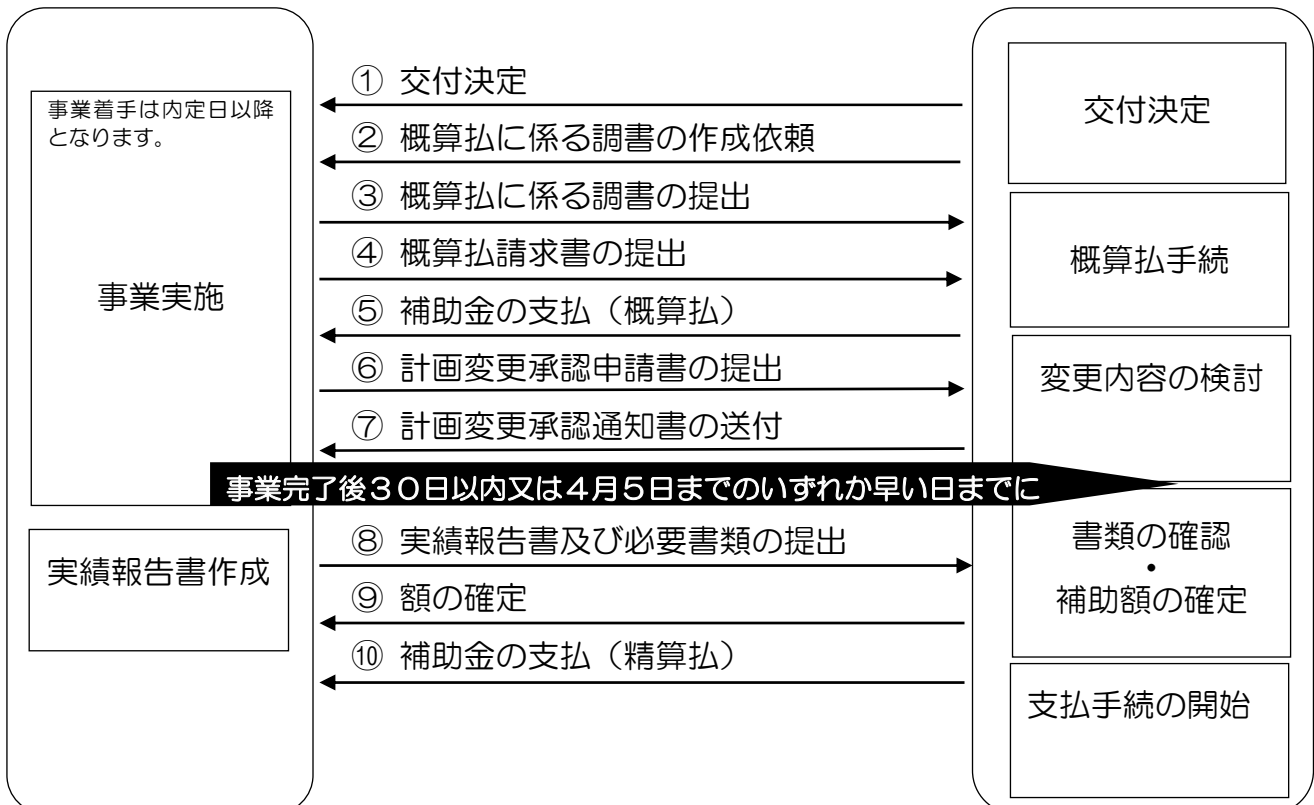 事業着手は内定日以降
となります。
事業実施
実績報告書作成
① 交付決定
② 概算払に係る調書の作成依頼
③ 概算払に係る調書の提出
④ 概算払請求書の提出
⑤ 補助金の支払（概算払）
⑥ 計画変更承認申請書の提出
⑦ 計画変更承認通知書の送付
事業完了後３０日以内又は４月５日までのいずれか早い日までに
⑧ 実績報告書及び必要書類の提出
⑨ 額の確定
⑩ 補助金の支払（精算払）
交付決定
概算払手続
変更内容の検討
書類の確認
・
補助額の確定
支払手続の開始